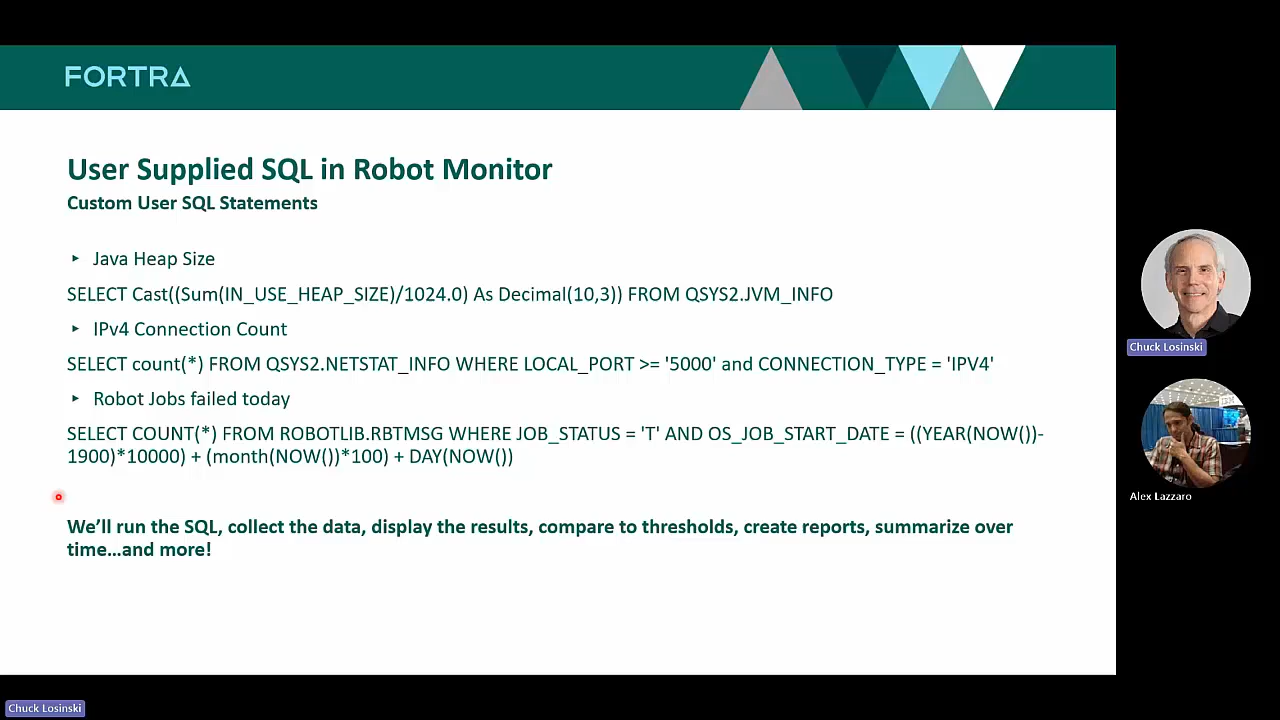 FORTRA
User Supplied SQL in Robot Monitor
Custom User SQL Statements
▸ Java Heap Size
SELECT Cast((Sum(IN_USE_HEAP_SIZE)/1024.0) As Decimal(10,3)) FROM QSYS2.JVM_INFO
▸ IPv4 Connection Count
SELECT count(*) FROM QSYS2.NETSTAT_INFO WHERE LOCAL_PORT >= '5000' and CONNECTION_TYPE = 'IPV4'
▸ Robot Jobs failed today
SELECT COUNT(*) FROM ROBOTLIB.RBTMSG WHERE JOB_STATUS = 'T' AND OS_JOB_START_DATE = ((YEAR(NOW())-
1900)*10000) + (month(NOW())*100) + DAY(NOW())
We’ll run the SQL, collect the data, display the results, compare to thresholds, create reports, summarize over
time…and more!
Chuck Losinski
IBM
Alex Lazzaro
Chuck Losinski